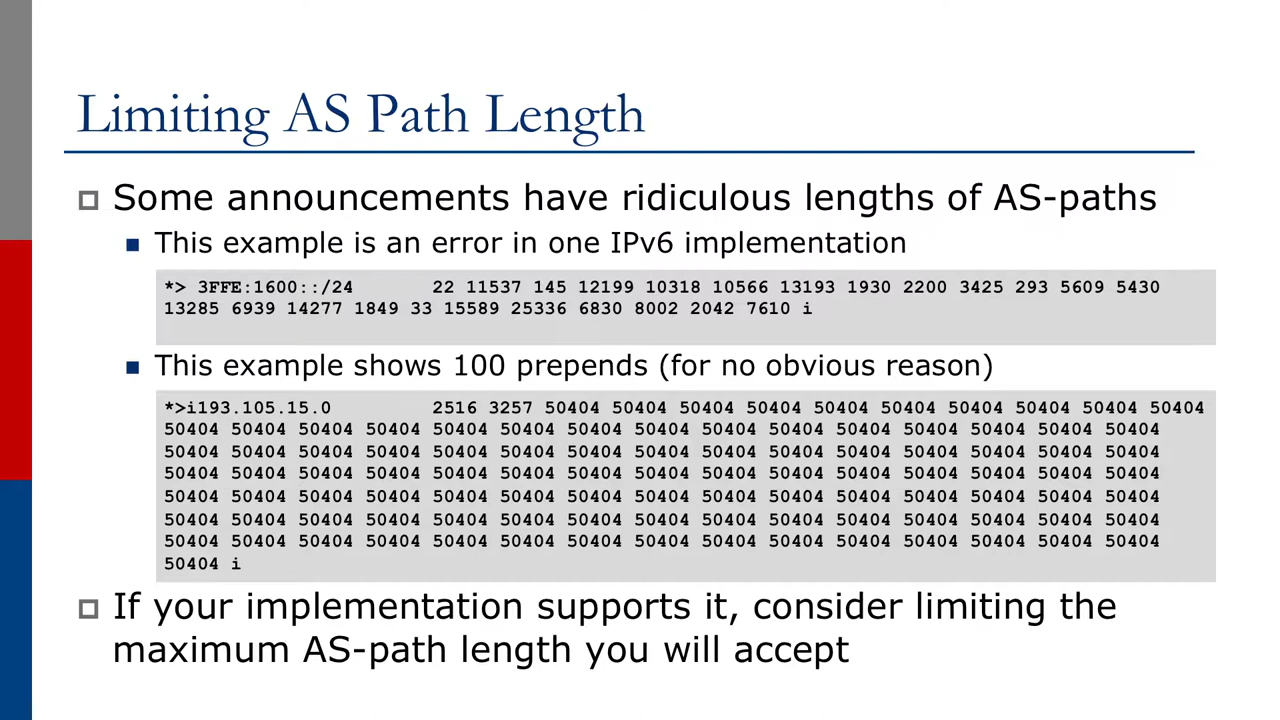 Limiting AS Path Length
Some announcements have ridiculous lengths of AS-paths
This example is an error in one IPv6 implementation
*> 3FFE:1600::/24 22 11537 145 12199 10318 10566 13193 1930 2200 3425 293 5609 5430
13285 6939 14277 1849 33 15589 25336 6830 8002 2042 7610 i
This example shows 100 prepends (for no obvious reason)
*>i193.105.15.0 2516 3257 50404 50404 50404 50404 50404 50404 50404 50404 50404 50404
50404 50404 50404 50404 50404 50404 50404 50404 50404 50404 50404 50404 50404 50404 50404
50404 50404 50404 50404 50404 50404 50404 50404 50404 50404 50404 50404 50404 50404 50404
50404 50404 50404 50404 50404 50404 50404 50404 50404 50404 50404 50404 50404 50404 50404
50404 50404 50404 50404 50404 50404 50404 50404 50404 50404 50404 50404 50404 50404 50404
50404 50404 50404 50404 50404 50404 50404 50404 50404 50404 50404 50404 50404 50404 50404
50404 50404 50404 50404 50404 50404 50404 50404 50404 50404 50404 50404 50404 50404 50404
50404 i
If your implementation supports it, consider limiting the
maximum AS-path length you will accept